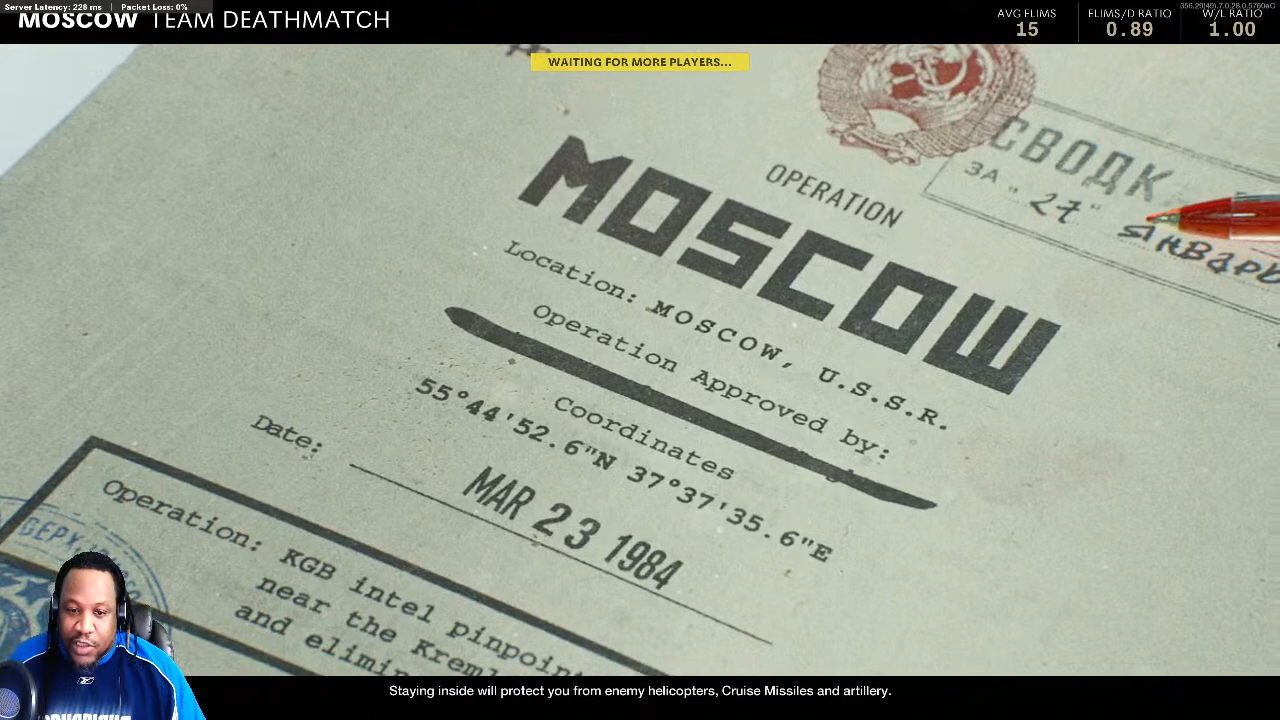 Server Latency: 228 ms | Packet Loss: 0%
MOSCOW TEAM DEATHMATCH
AVG ELIMS
15
ELIMS/D RATIO
0.89
W/L RATIO
1.00
WAITING FOR MORE PLAYERS...
СВОДК
ЗА " 27"
январь
OPERATION
MOSCOW
Location: MOSCOW, U.S.S.R.
Operation Approved by:
Coordinates
55°44'52.6"N 37°37'35.6"E
Date:
MAR 23 1984
Operation: KGB intel pinpoint
near the Kreml
and elimin
Staying inside will protect you from enemy helicopters, Cruise Missiles and artillery.